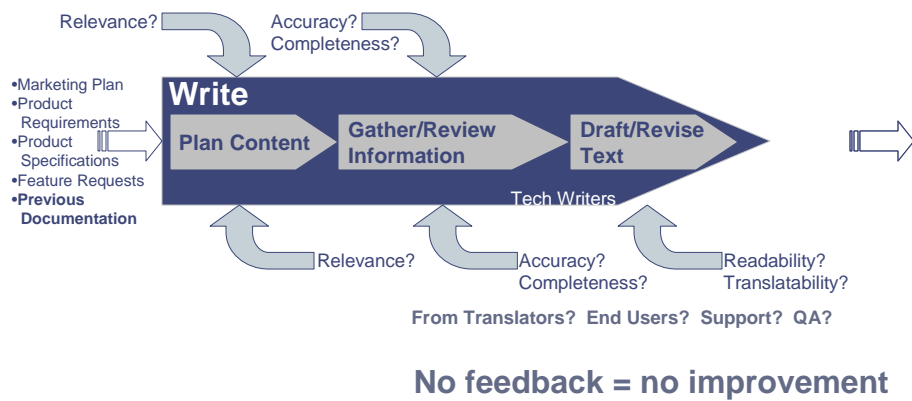 Relevance?
Accuracy?
Completeness?
•Marketing Plan
•Product
Requirements
•Product
Specifications
•Feature Requests
•Previous
Documentation
Write
Plan Content
Gather/Review
Information
Draft/Revise
Text
Tech Writers
Relevance?
Accuracy?
Completeness?
Readability?
Translatability?
From Translators? End Users? Support? QA?
No feedback = no improvement